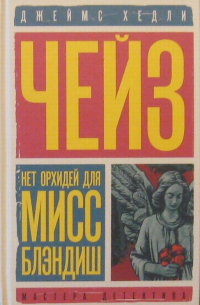 ДЖЕЙМС ХЕДЛИ
ЧЕЙЗ
НЕТ ОРХИДЕЙ ДЛЯ
МИСС
БЛЭНДИШ
МАСТЕРА ДЕТЕКТИВА